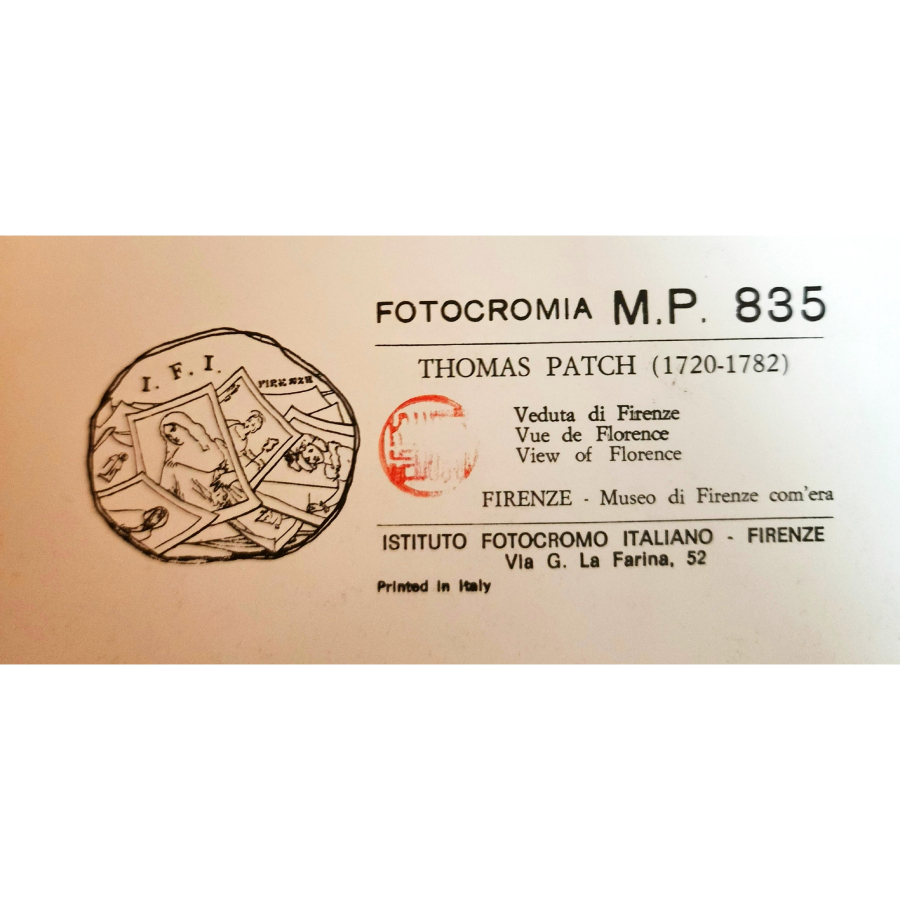 I. F. I.
FIRENZE
FOTOCROMIA M.P. 835
THOMAS PATCH (1720-1782)
Veduta di Firenze
Vue de Florence
View of Florence
FIRENZE - Museo di Firenze com'era
ISTITUTO FOTOCROMO ITALIANO - FIRENZE
Via G. La Farina, 52
Printed in Italy